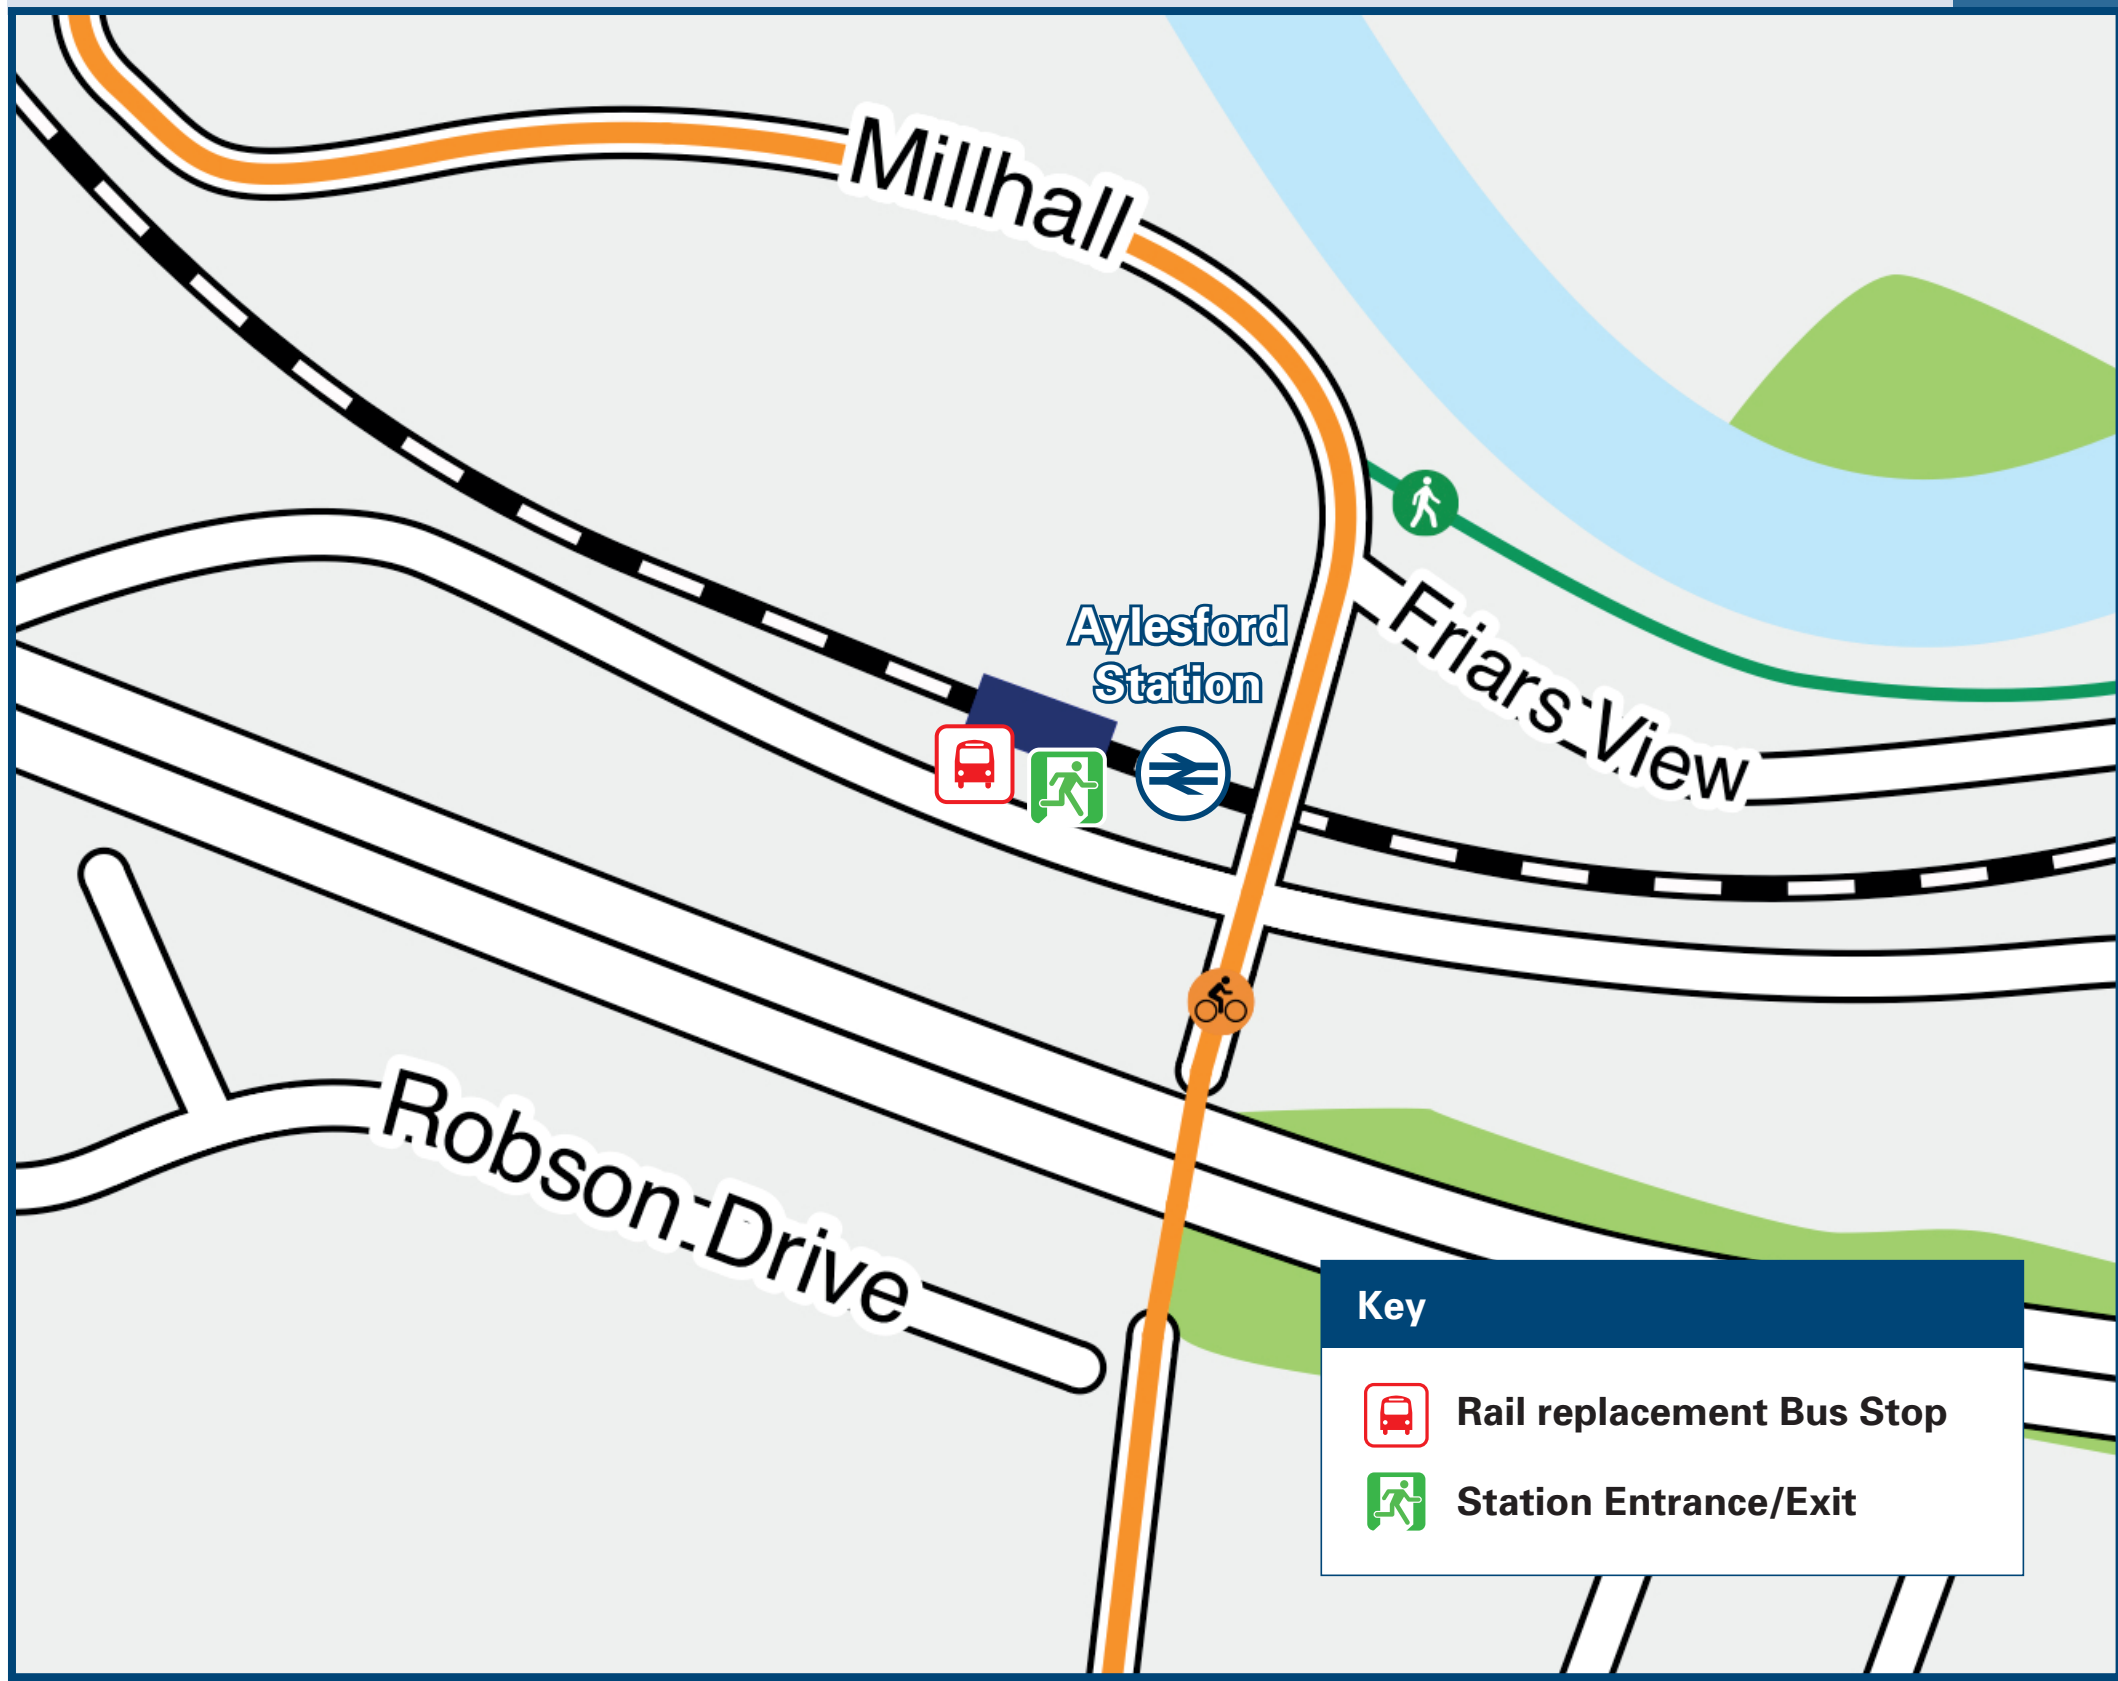 Millhall
Aylesford
Station
Friars View
Robson Drive
Key
Rail replacement Bus Stop
Station Entrance/Exit